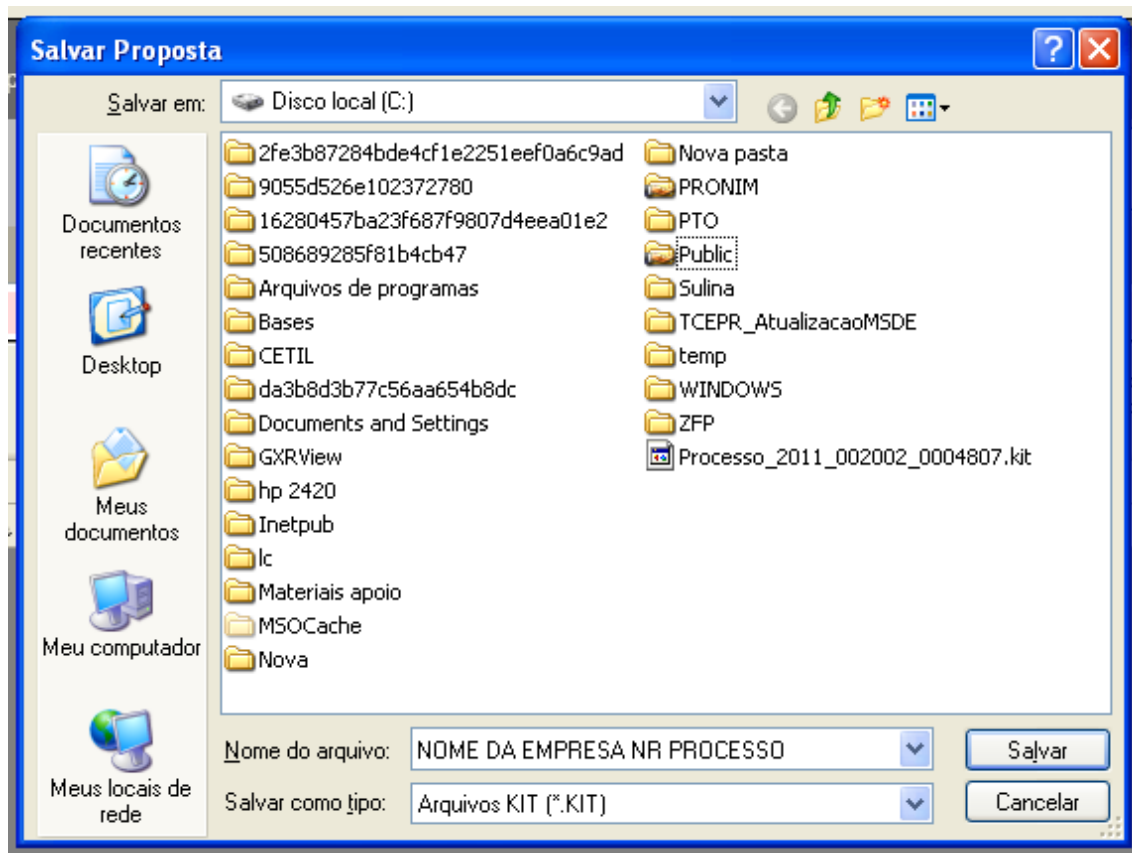 Salvar Proposta
Salvar em:
Disco local (C:)
Documentos
recentes
Desktop
Meus
documentos
Meu computador
Meus locais de
rede
2fe3b87284bde4cf1e2251eef0a6c9ad
9055d526e102372780
16280457ba23f687f9807d4eea01e2
508689285f81b4cb47
Arquivos de programas
Bases
CETIL
da3b8d3b77c56aa654b8dc
Documents and Settings
GXRView
hp 2420
Inetpub
lc
Materiais apoio
MSOCache
Nova
Nova pasta
PRONIM
PTO
Public
Sulina
TCEPR_AtualizacaoMSDE
temp
WINDOWS
ZFP
Processo_2011_002002_0004807.kit
Nome do arquivo:
NOME DA EMPRESA NR PROCESSO
Salvar
Salvar como tipo:
Arquivos KIT (*.KIT)
Cancelar